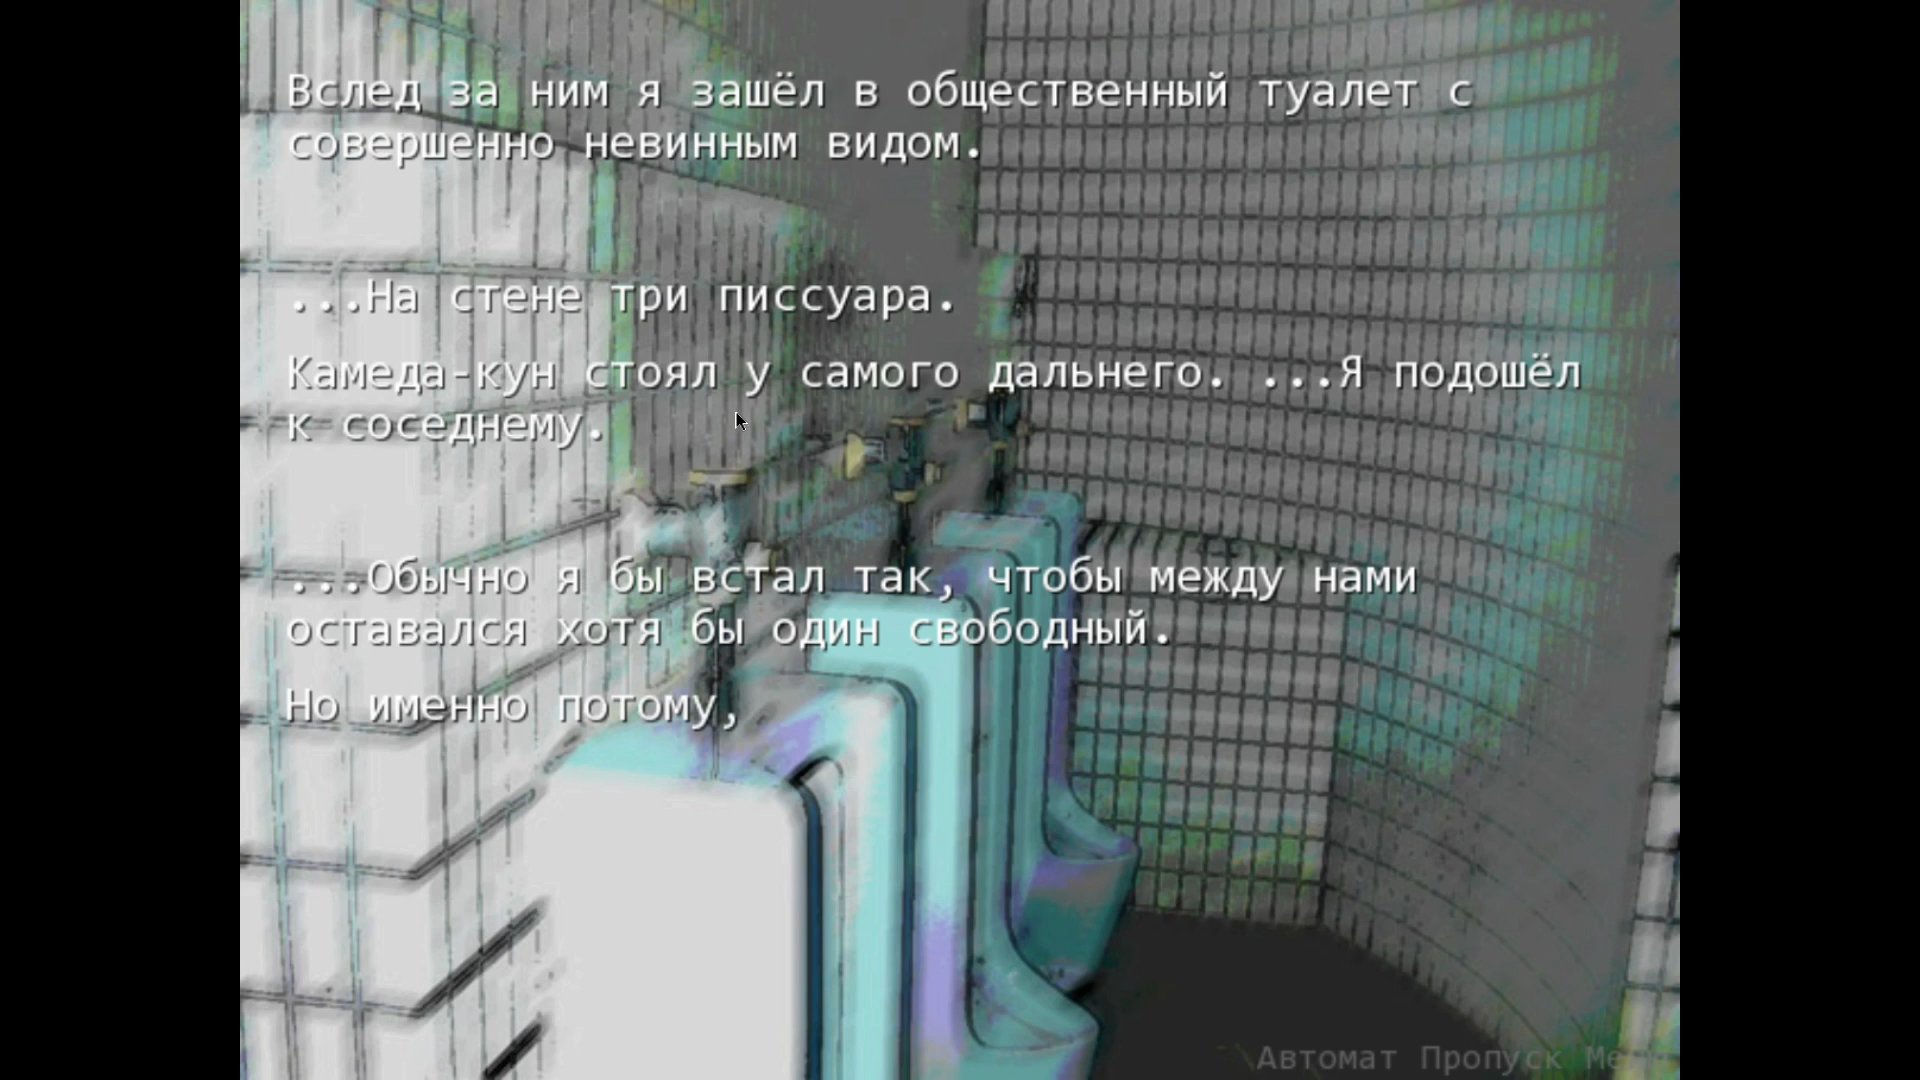 Вслед за ним я зашёл в общественный туалет с
совершенно невинным видом.
...На стене три писсуара.
Камеда-кун стоял у самого дальнего. ...Я подошёл
к соседнему.
...Обычно я бы встал так, чтобы между нами
оставался хотя бы один свободный.
Но именно потому,
Автомат Пропуск